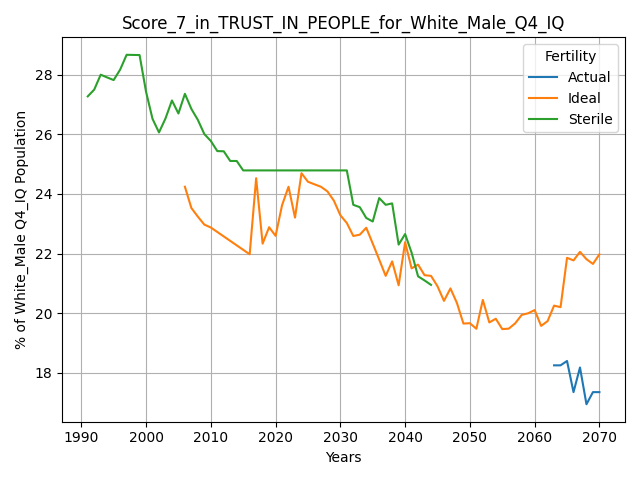 Score_7_in_TRUST_IN_PEOPLE_for_White_Male_Q4_IQ
% of White_Male Q4_IQ Population
28
26
24
22
20
18
Fertility
Actual
Ideal
Sterile
1990 2000 2010 2020 2030 2040 2050 2060 2070
Years